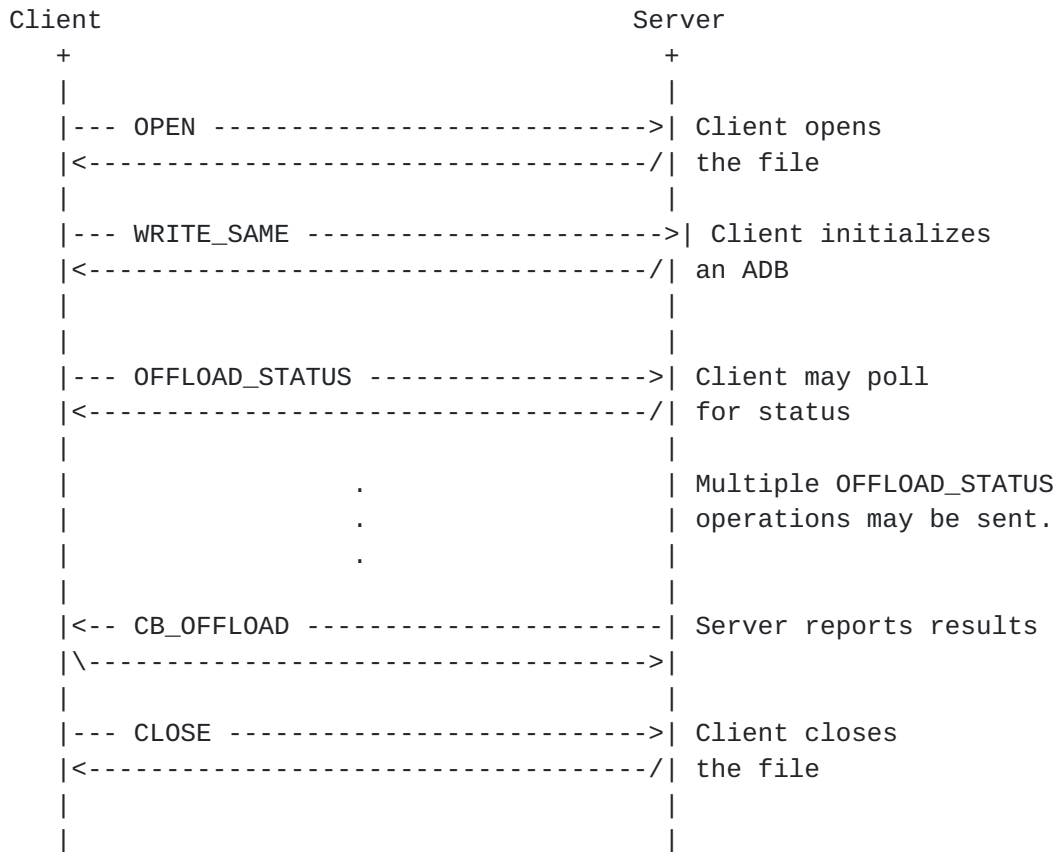 Client                                  Server
   +                                      +
   |                                      |
   |--- OPEN ---------------------------->| Client opens
   |<------------------------------------/| the file
   |                                      |
   |--- WRITE_SAME ----------------------->| Client initializes
   |<------------------------------------/| an ADB
   |                                      |
   |                                      |
   |--- OFFLOAD_STATUS ------------------>| Client may poll
   |<------------------------------------/| for status
   |                                      |
   |                  .                   | Multiple OFFLOAD_STATUS
   |                  .                   | operations may be sent.
   |                  .                   |
   |                                      |
   |<-- CB_OFFLOAD -----------------------| Server reports results
   |\------------------------------------>|
   |                                      |
   |--- CLOSE --------------------------->| Client closes
   |<------------------------------------/| the file
   |                                      |
   |                                      |